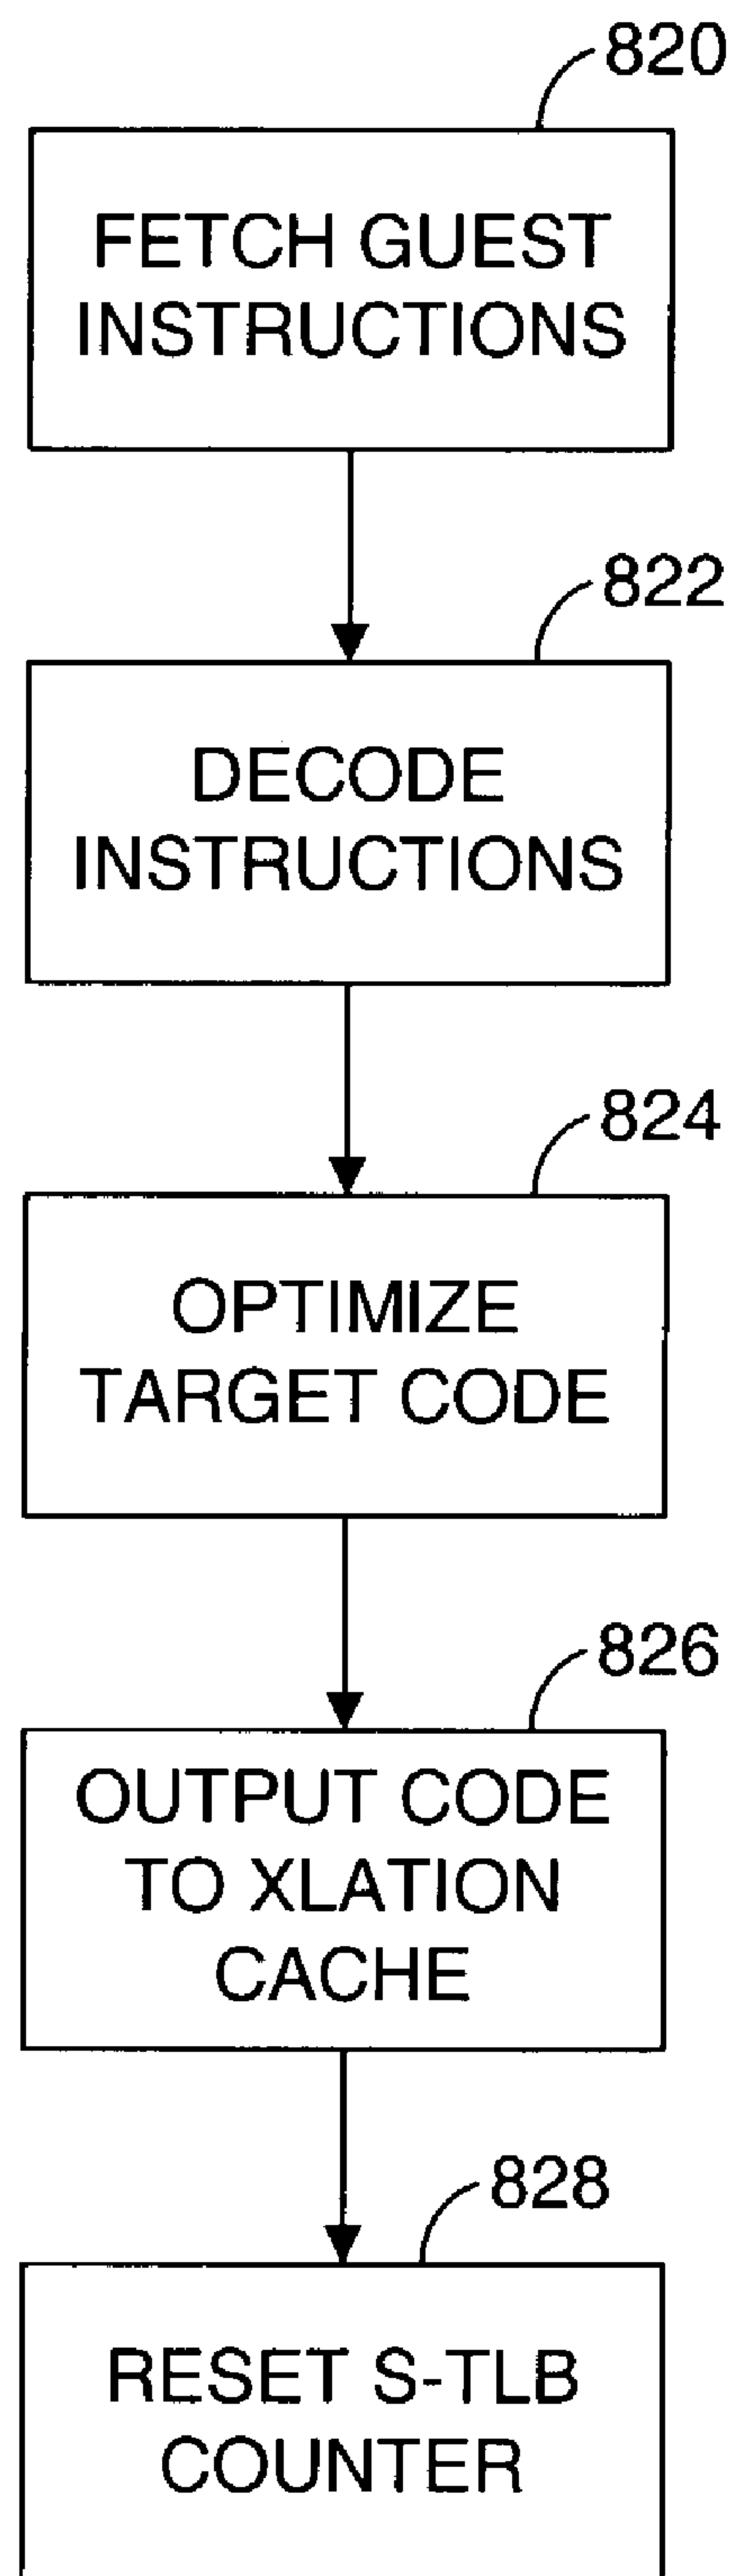 820
FETCH GUEST
INSTRUCTIONS
822
DECODE
INSTRUCTIONS
824
OPTIMIZE
TARGET CODE
826
OUTPUT CODE
TO XLATION
CACHE
828
RESET S-TLB
COUNTER